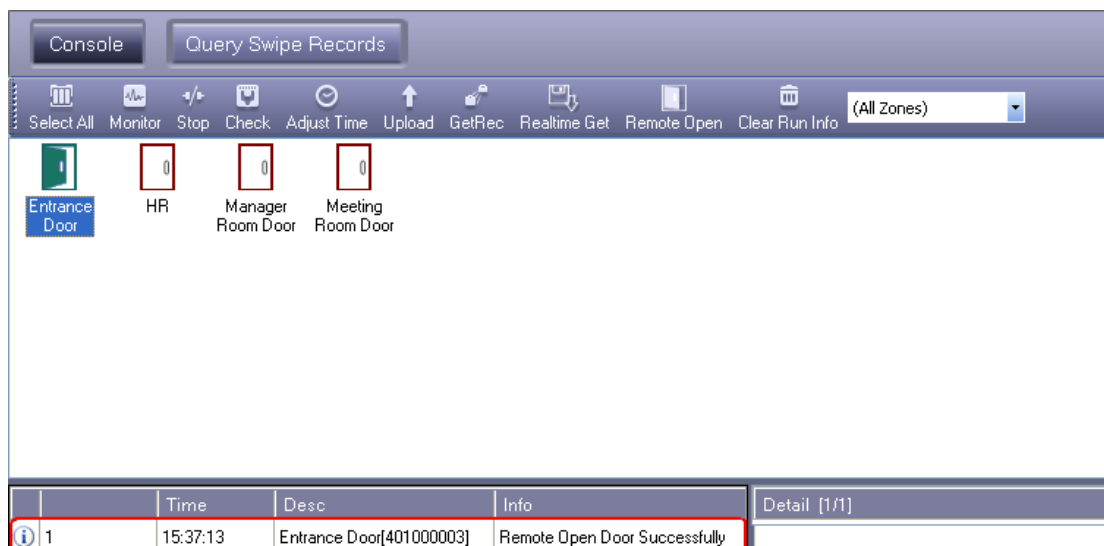 Console Query Swipe Records
Select All Monitor Stop Check Adjust Time Upload GetRec Realtime Get Remote Open Clear Run Info (All Zones)
Entrance Door
HR
Manager Room Door
Meeting Room Door
Time Desc Info Detail [1/1]
1 15:37:13 Entrance Door[401000003] Remote Open Door Successfully